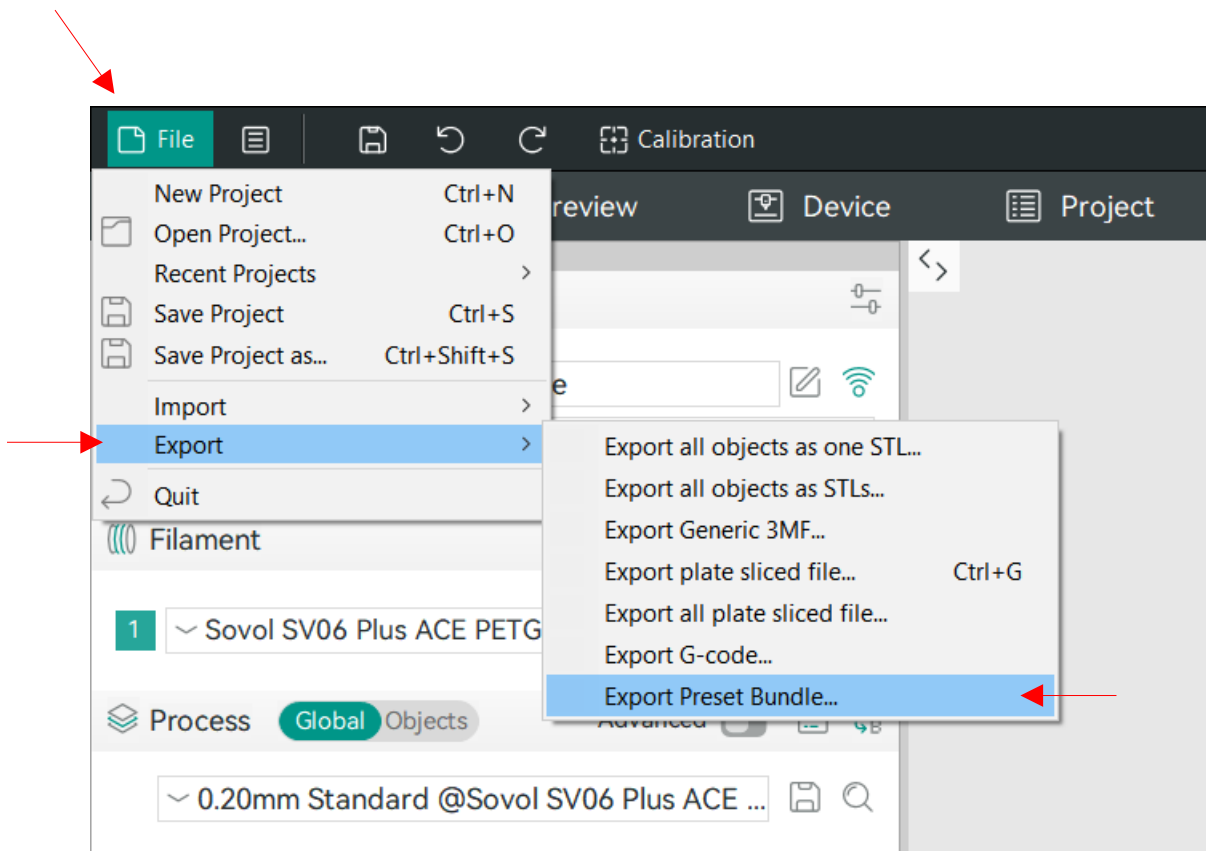 File
Calibration
New Project Ctrl+N
Open Project... Ctrl+O
Recent Projects
Save Project Ctrl+S
Save Project as... Ctrl+Shift+S
Import
Export
Quit
review
Device
Project
e
Export all objects as one STL...
Export all objects as STLs...
Export Generic 3MF...
Export plate sliced file... Ctrl+G
Export all plate sliced file...
Export G-code...
Export Preset Bundle...
Filament
1 Sovol SV06 Plus ACE PETG
Process Global Objects Advanced
0.20mm Standard @Sovol SV06 Plus ACE ...